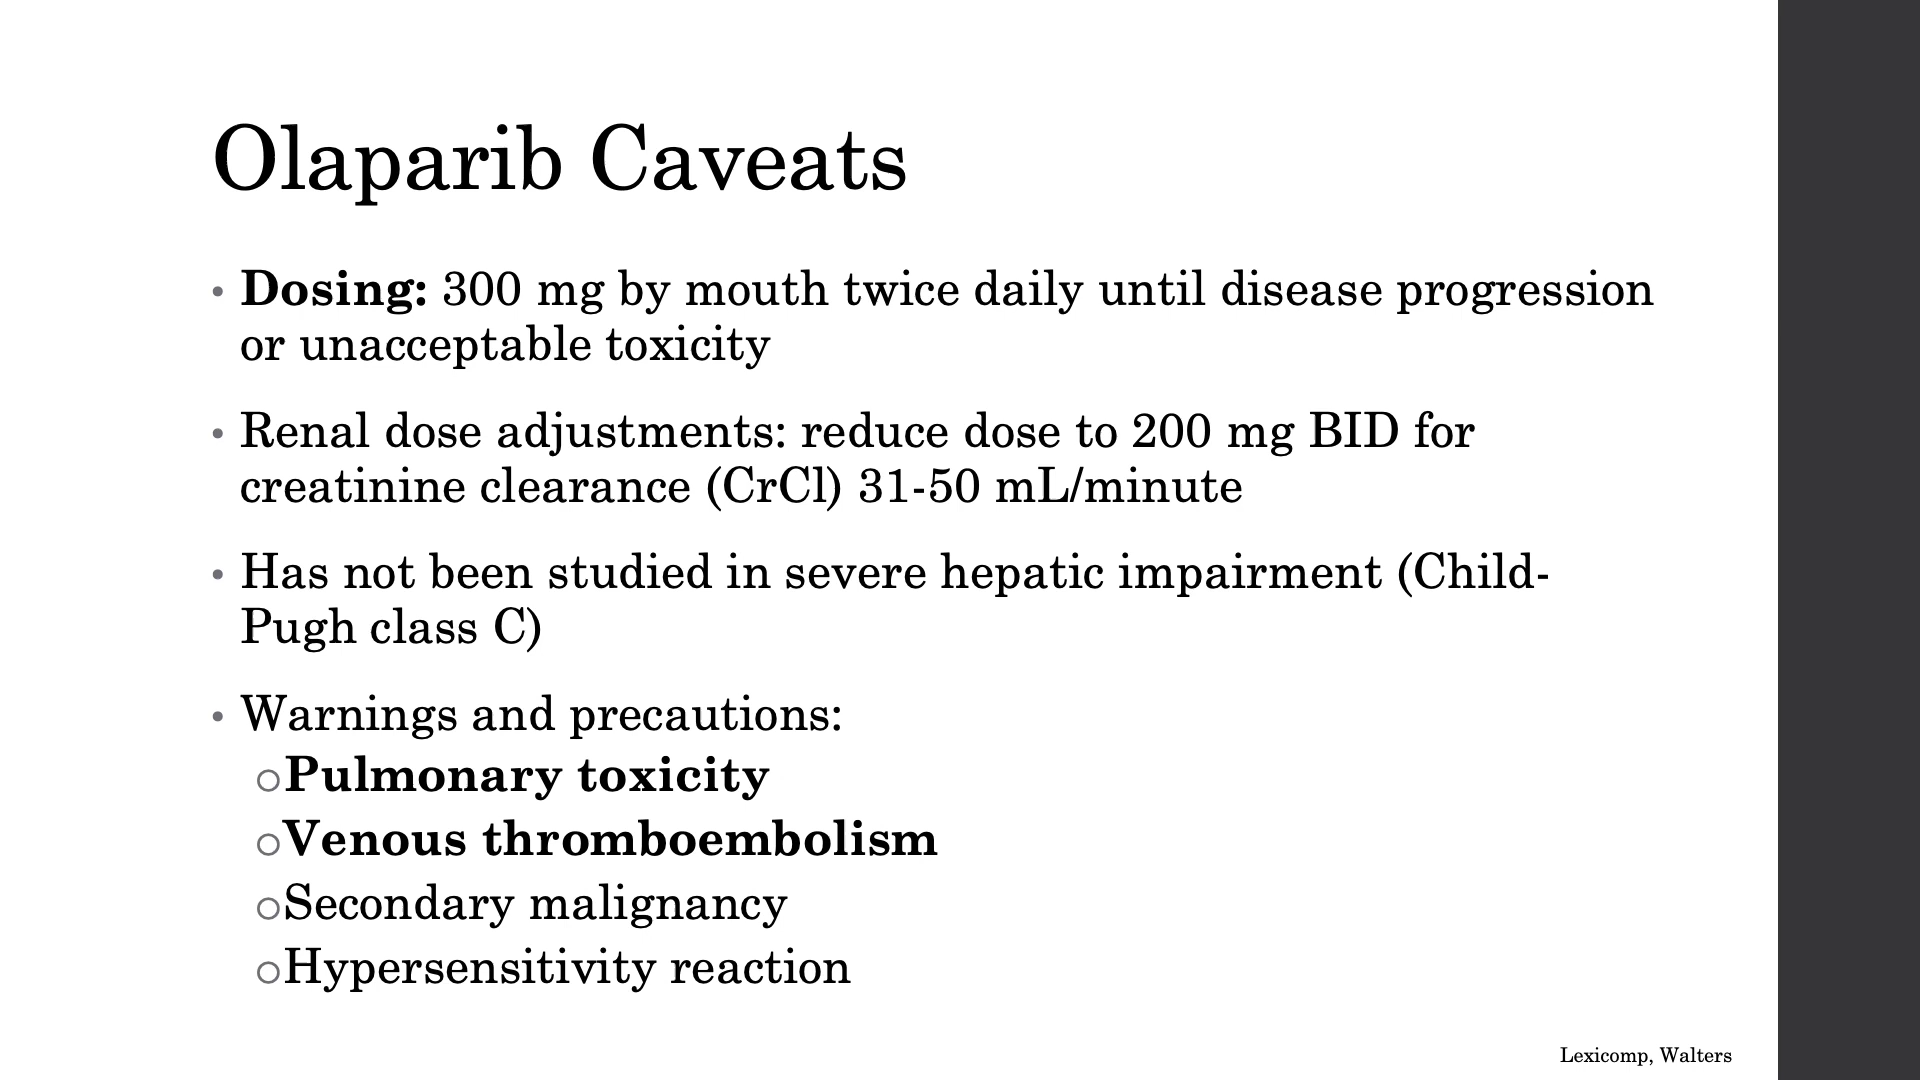 Olaparib Caveats
• Dosing: 300 mg by mouth twice daily until disease progression
or unacceptable toxicity
• Renal dose adjustments: reduce dose to 200 mg BID for
creatinine clearance (CrCl) 31-50 mL/minute
• Has not been studied in severe hepatic impairment (Child-
Pugh class C)
• Warnings and precautions:
○Pulmonary toxicity
○Venous thromboembolism
○Secondary malignancy
○Hypersensitivity reaction
Lexicomp, Walters